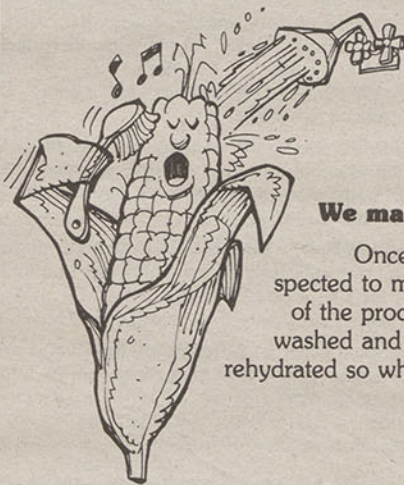 We ma
Once
spected to m
of the proc
washed and
rehydrated so wh